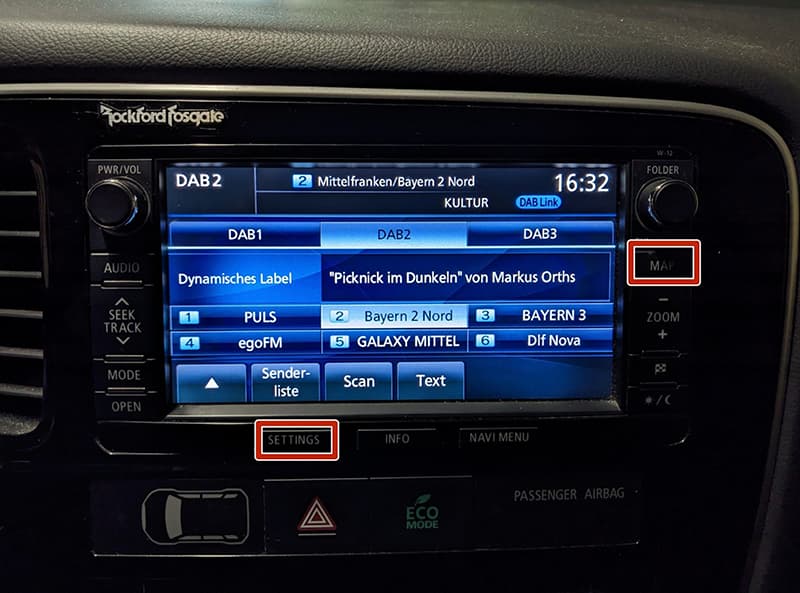 Rockford Fosgate
W-12
PWR/VOL
FOLDER
DAB2
2 Mittelfranken/Bayern 2 Nord
16:32
KULTUR
DAB Link
DAB1
DAB2
DAB3
AUDIO
MAP
Dynamisches Label
"Picknick im Dunkeln" von Markus Orths
SEEK
TRACK
− 
ZOOM
+
1 PULS
2 Bayern 2 Nord
3 BAYERN 3
4 egoFM
5 GALAXY MITTEL
6 Dlf Nova
MODE
Sender-
liste
Scan
Text
OPEN
SETTINGS
INFO
NAVI MENU
ECO
MODE
PASSENGER AIRBAG